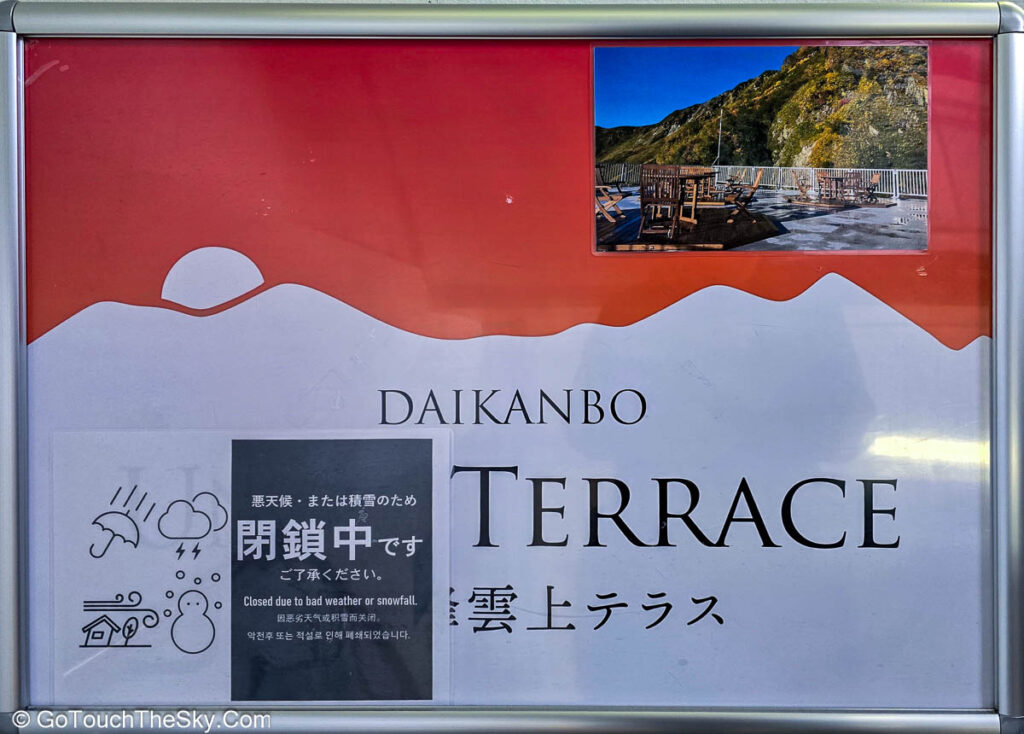 DAIKANBO
TERRACE
雲上テラス
悪天候・または積雪のため
閉鎖中です
ご了承ください。
Closed due to bad weather or snowfall.
因恶劣天气或积雪而关闭。
악천후 또는 적설로 인해 폐쇄되었습니다.
© GoTouchTheSky.Com